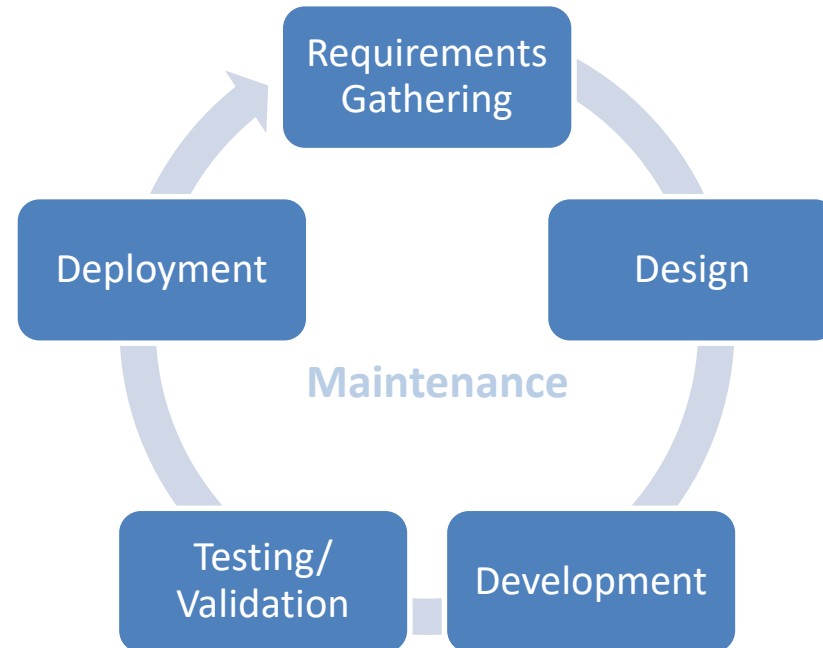 Requirements
Gathering
Deployment
Design
Maintenance
Testing/
Validation
Development